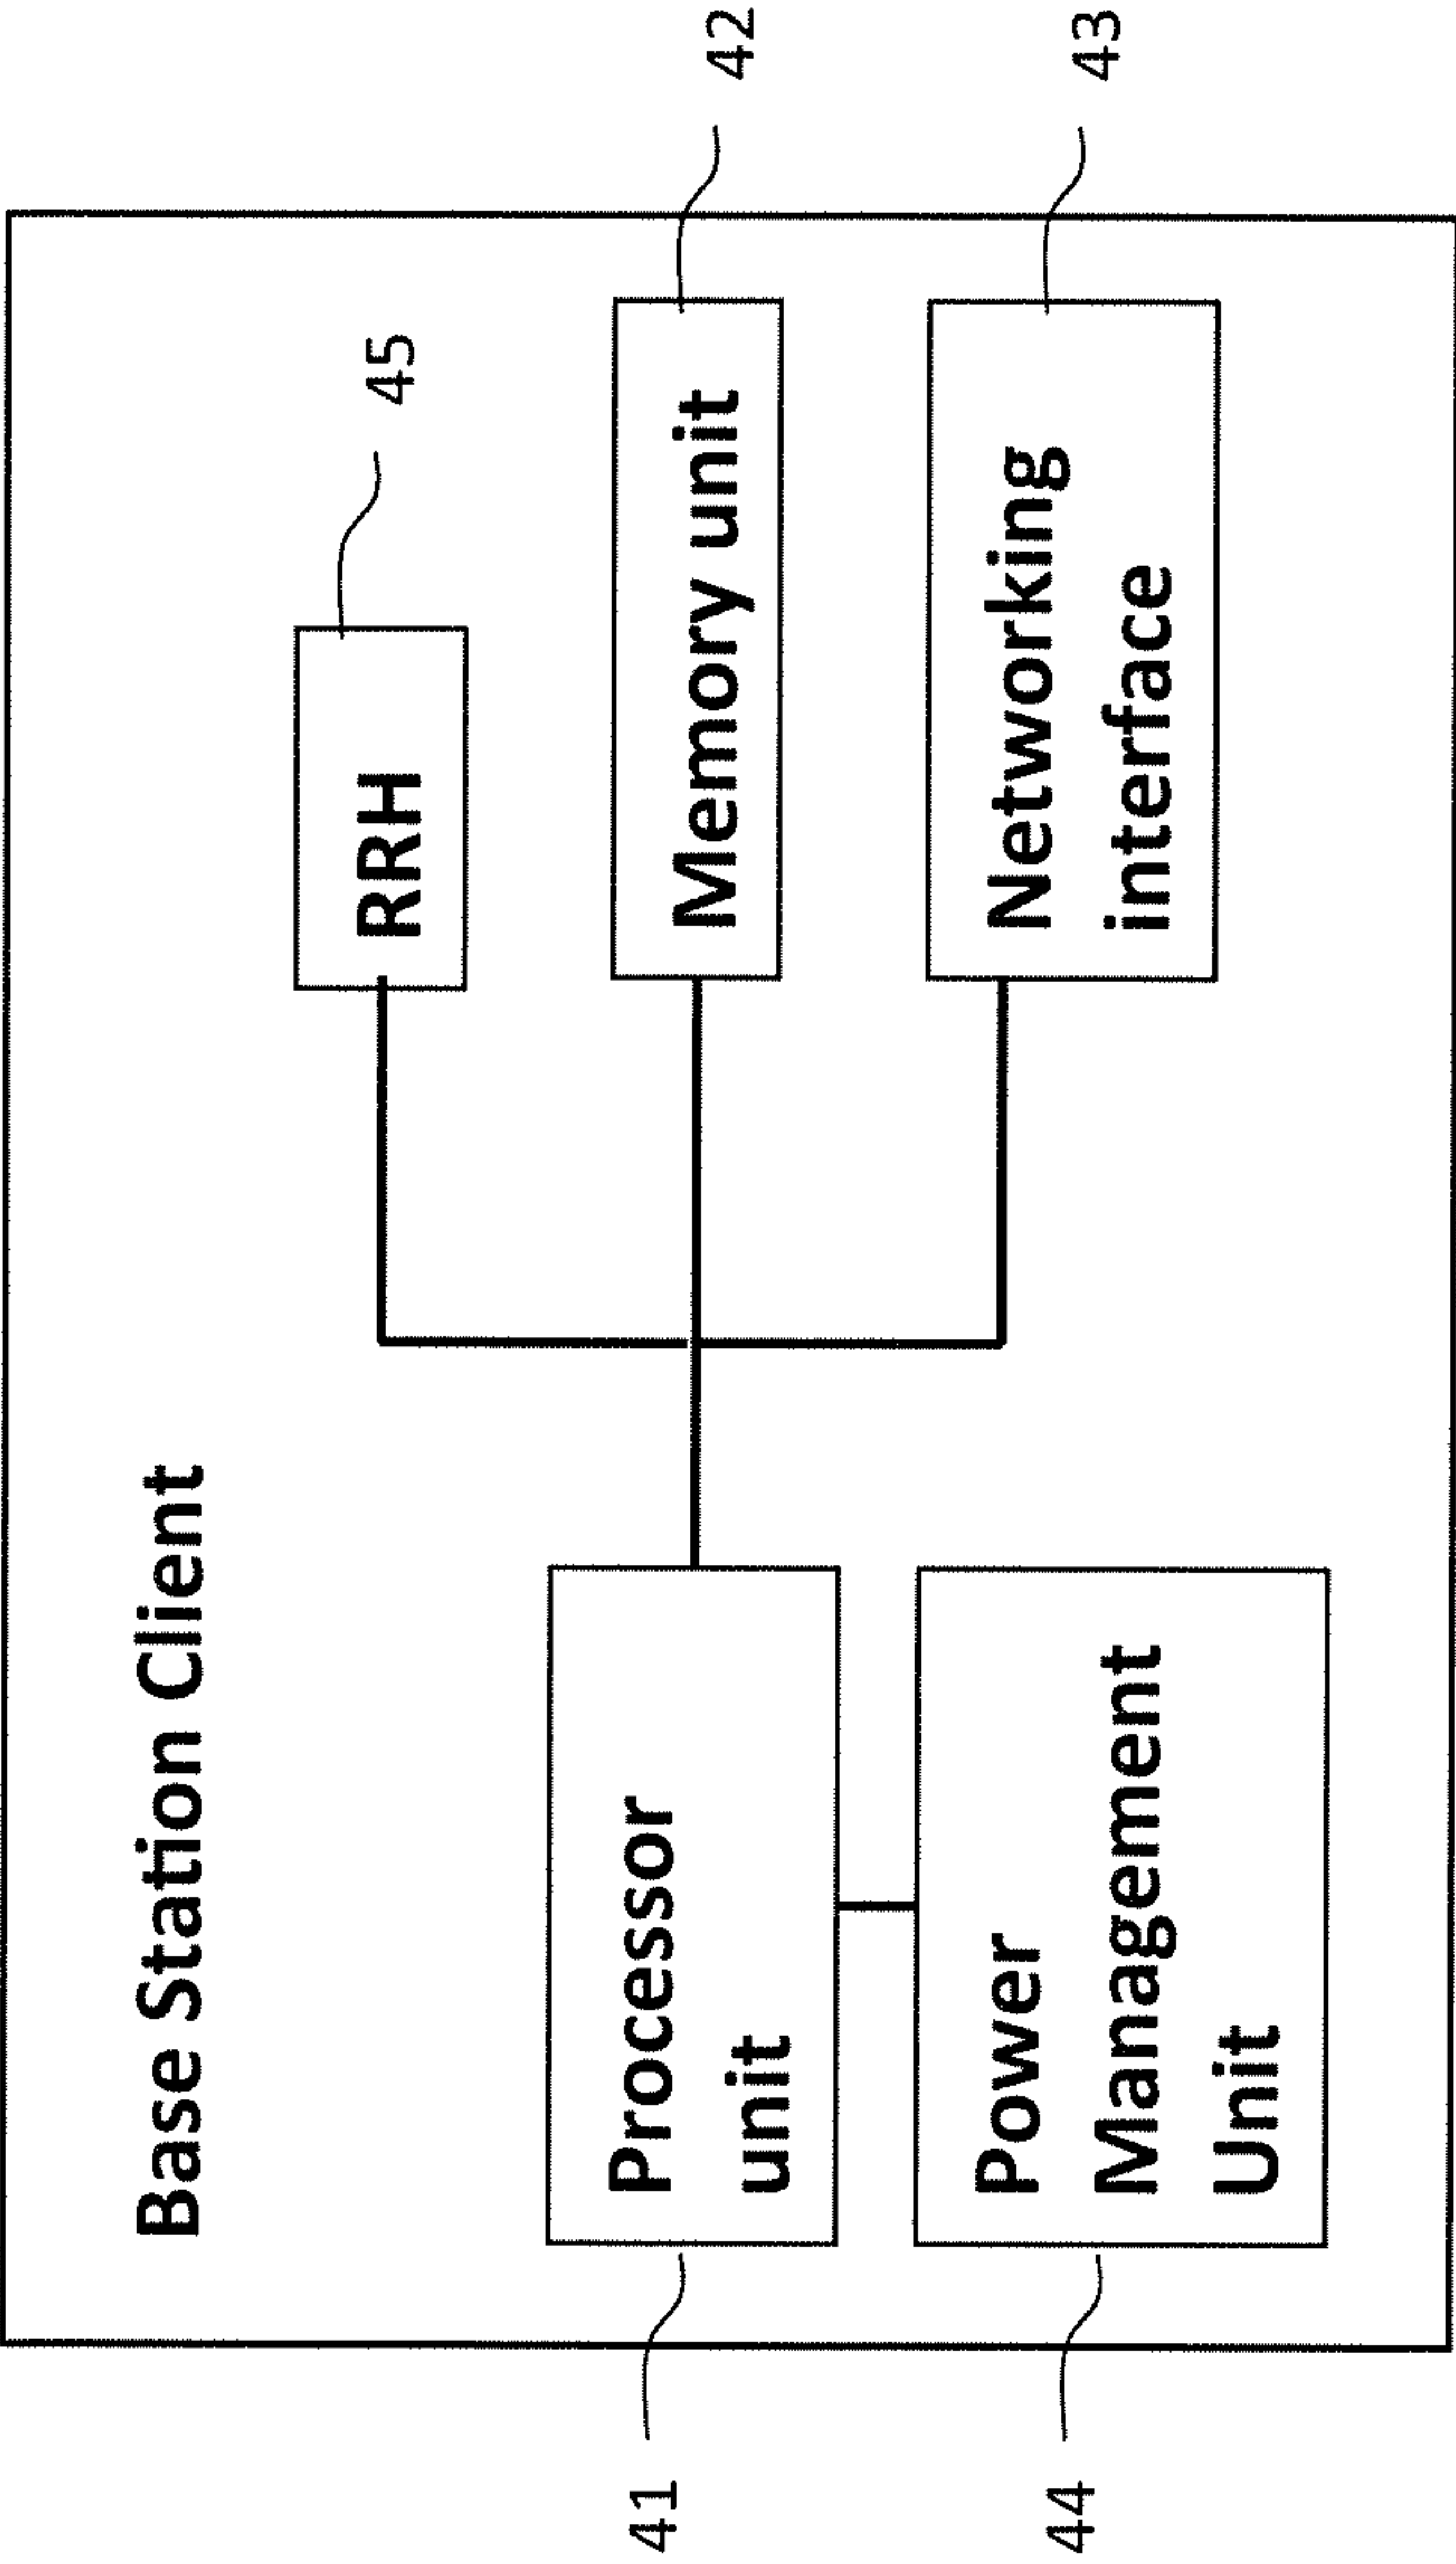 Base Station Client
RRH
45
Processor
unit
41
Memory unit
42
Power
Management
Unit
44
Networking
interface
43